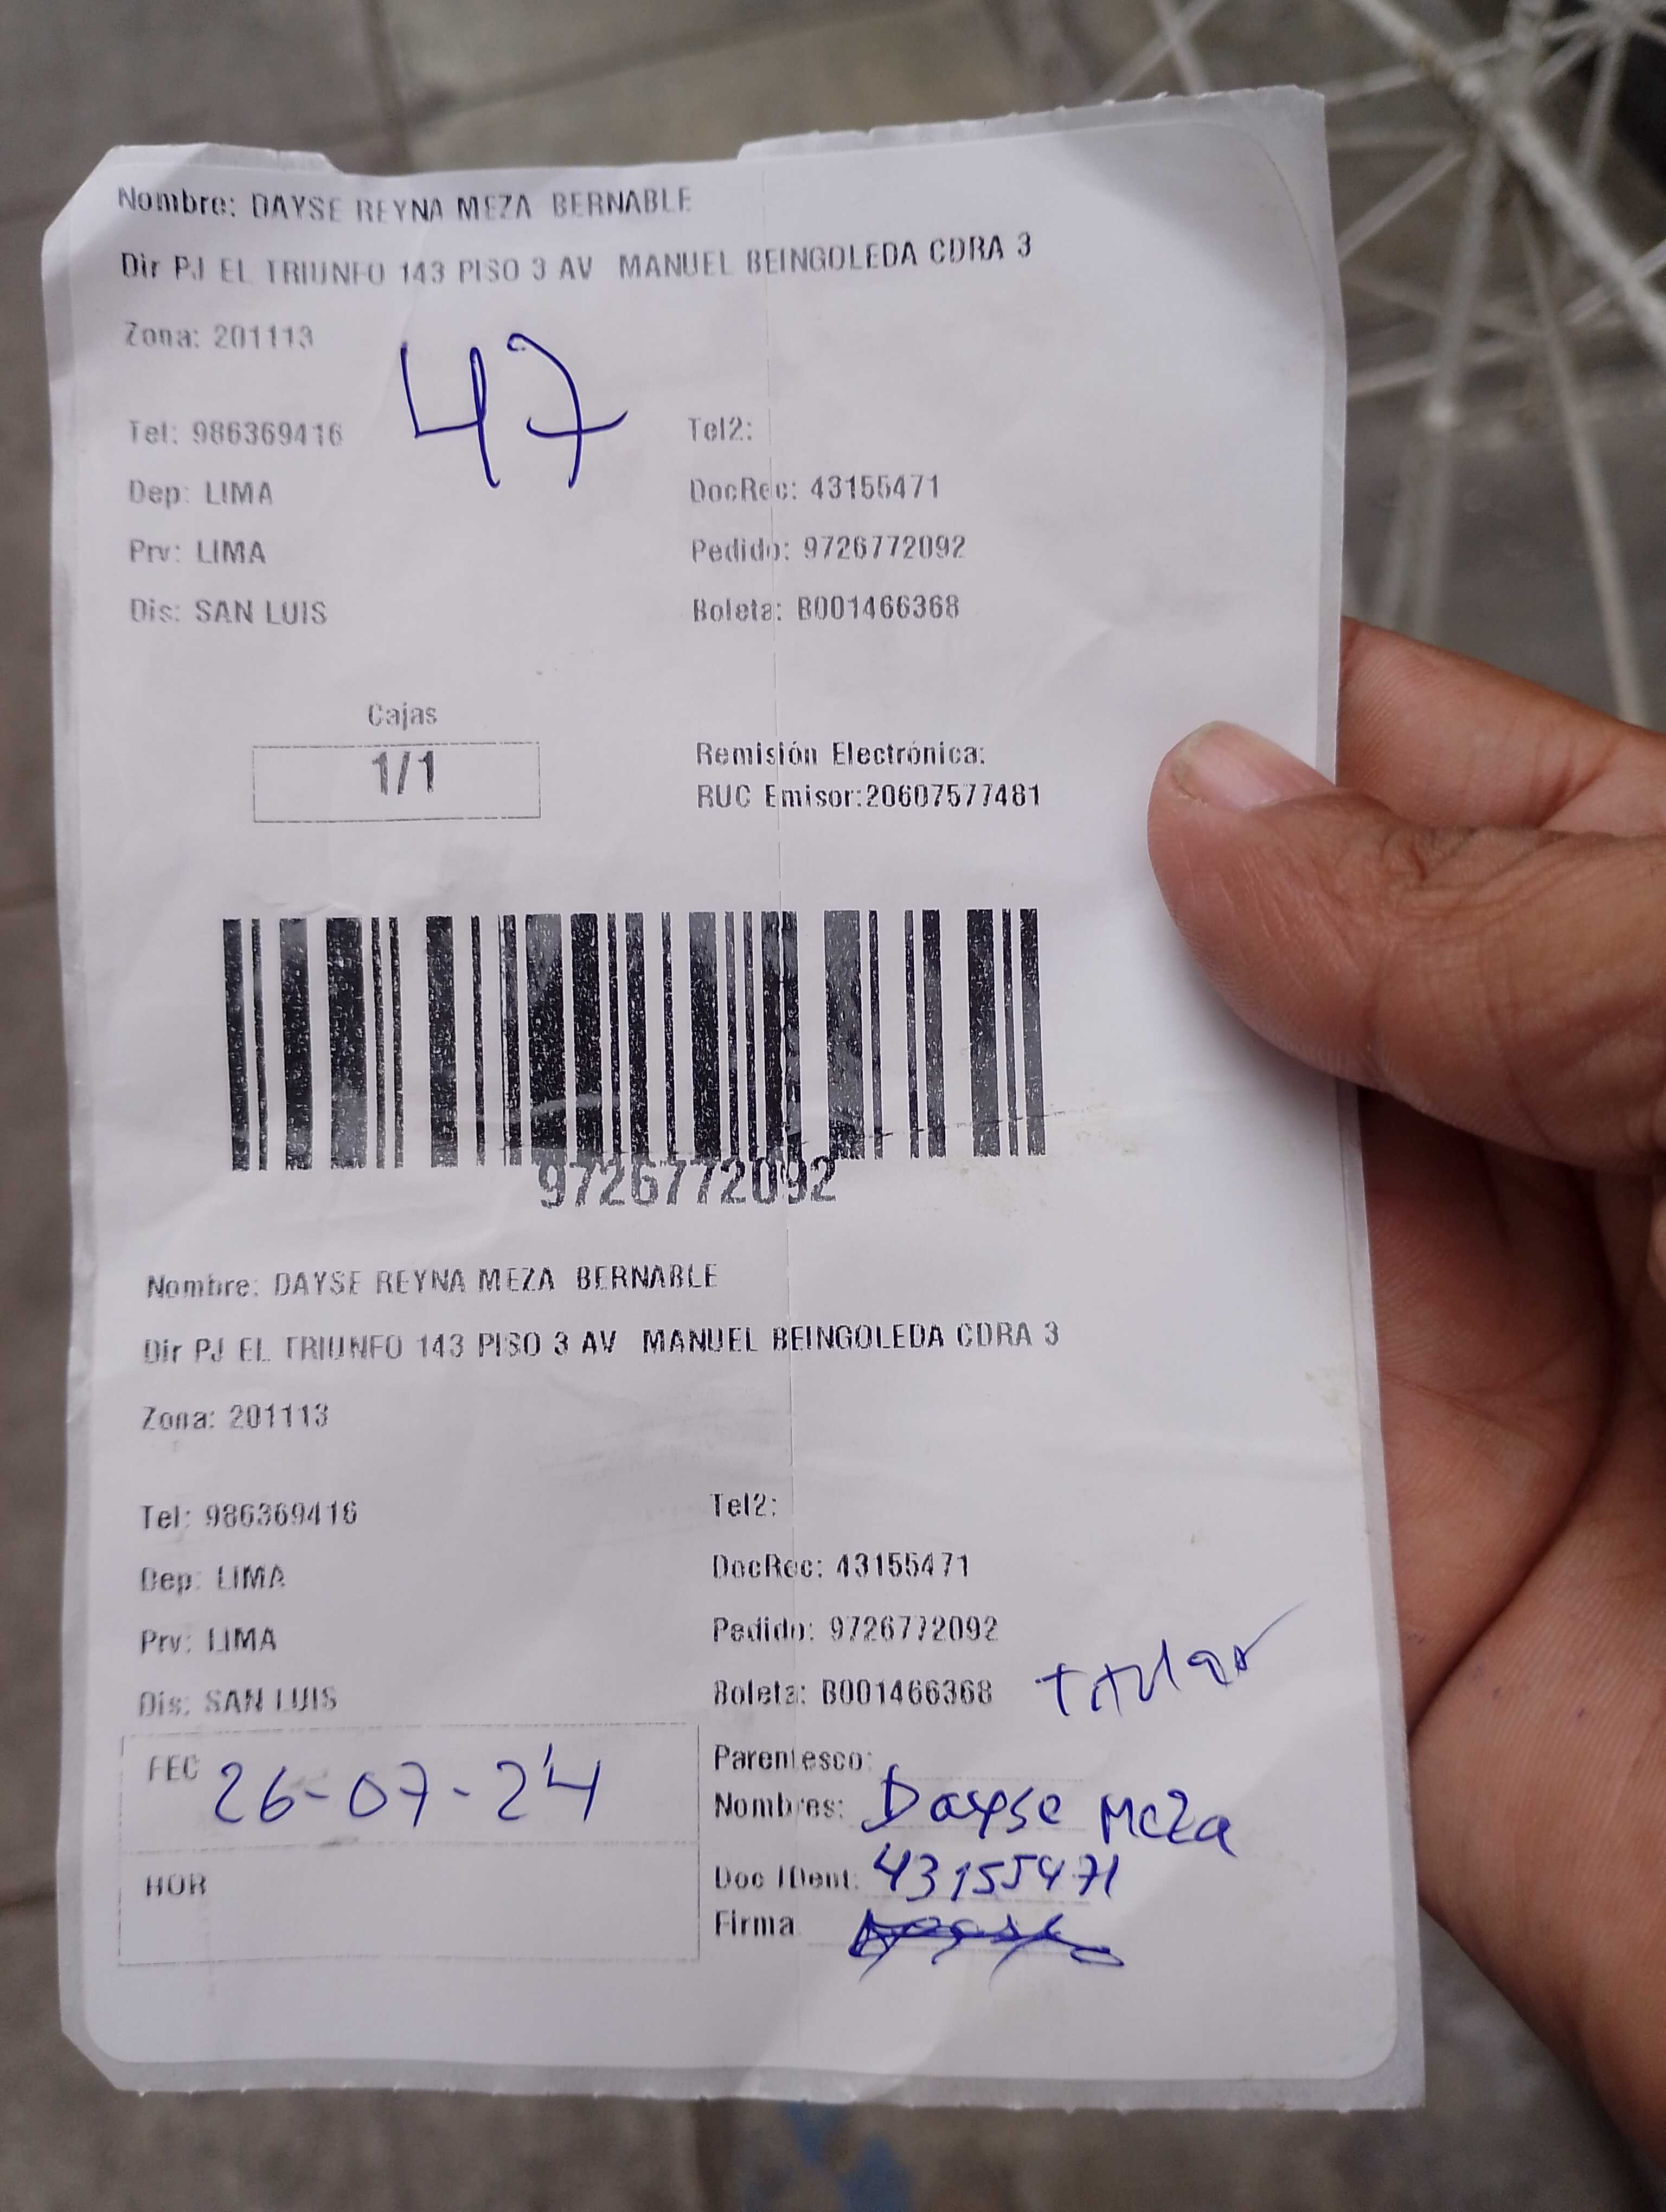 Nombre: DAYSE REYNA MEZA BERNABLE
Dir PJ EL TRIUNFO 143 PISO 3 AV MANUEL BEINGOLEDA CDRA 3
Zona: 201113
47
Tel: 986369416
Tel2:
Dep: LIMA
DocRec: 43155471
Prv: LIMA
Pedido: 9726772092
Dis: SAN LUIS
Boleta: B001466368
Cajas
1/1
Remisión Electrónica:
RUC Emisor:20607577481
9726772092
Nombre: DAYSE REYNA MEZA BERNABLE
Dir PJ EL TRIUNFO 143 PISO 3 AV MANUEL BEINGOLEDA CDRA 3
Zona: 201113
Tel: 986369416
Tel2:
Dep: LIMA
DocRec: 43155471
Prv: LIMA
Pedido: 9726772092
Dis: SAN LUIS
Boleta: B001466368
FEC 26-07-24
Parentesco:
Nombres: Dayse Meza
HOR
Doc IDent: 43155471
Firma